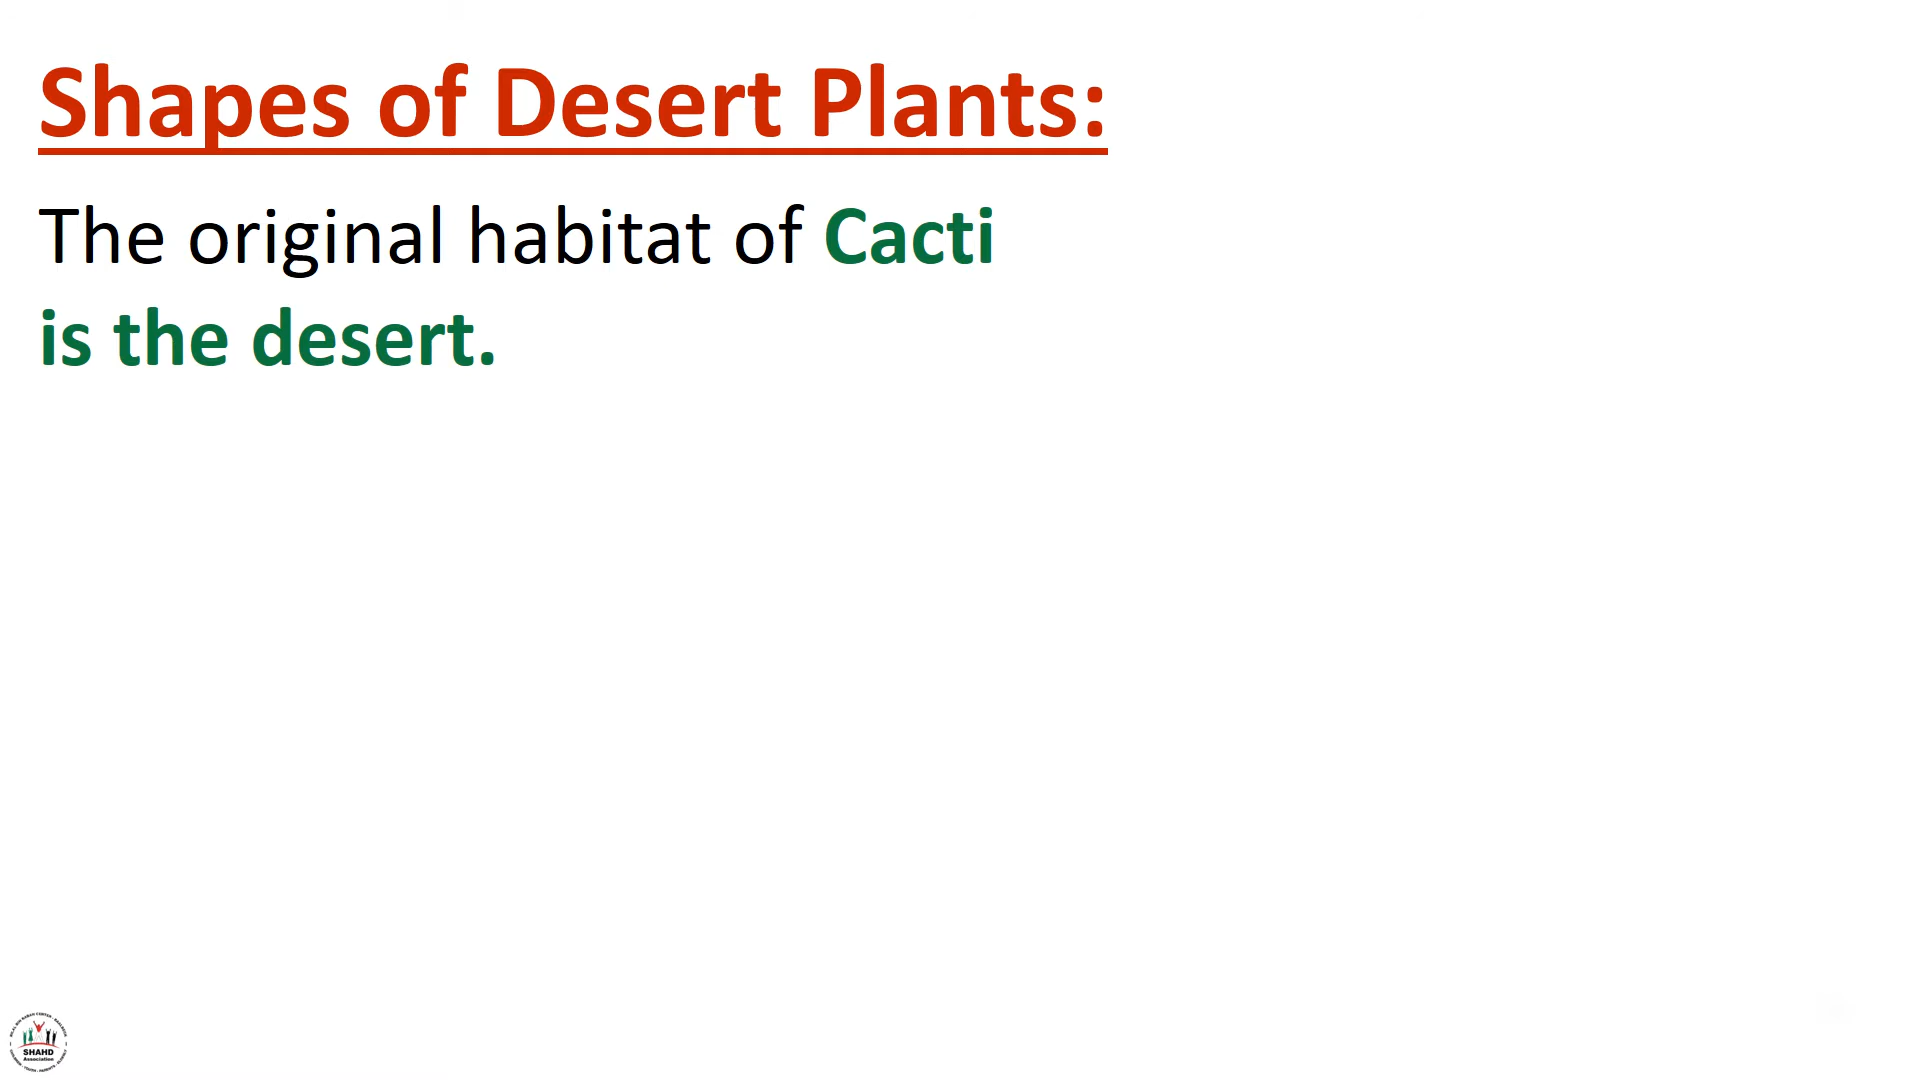 Shapes of Desert Plants:
The original habitat of Cacti
is the desert.
SHAHD
Association